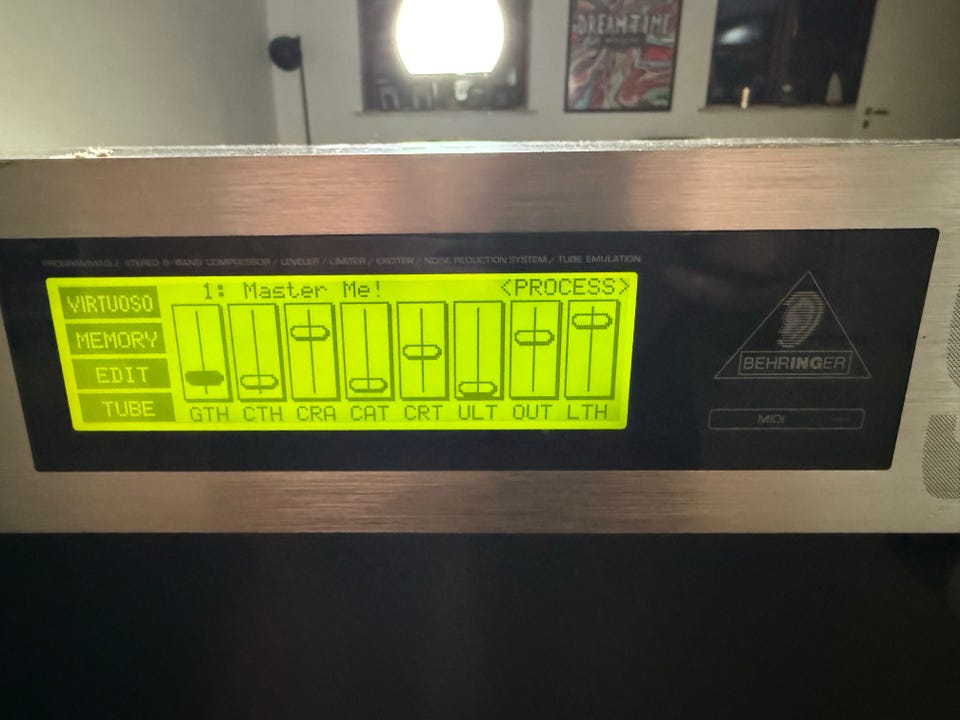 DREAMTIME
PROGRAMMABLE STEREO 6-BAND COMPRESSOR / LEVELER / LIMITER / EXCITER / NOISE REDUCTION SYSTEM / TUBE EMULATION
VIRTUOSO
1: Master Me!
<PROCESS>
MEMORY
EDIT
TUBE
GTH CTH CRA CAT CRT ULT OUT LTH
BEHRINGER
MIDI